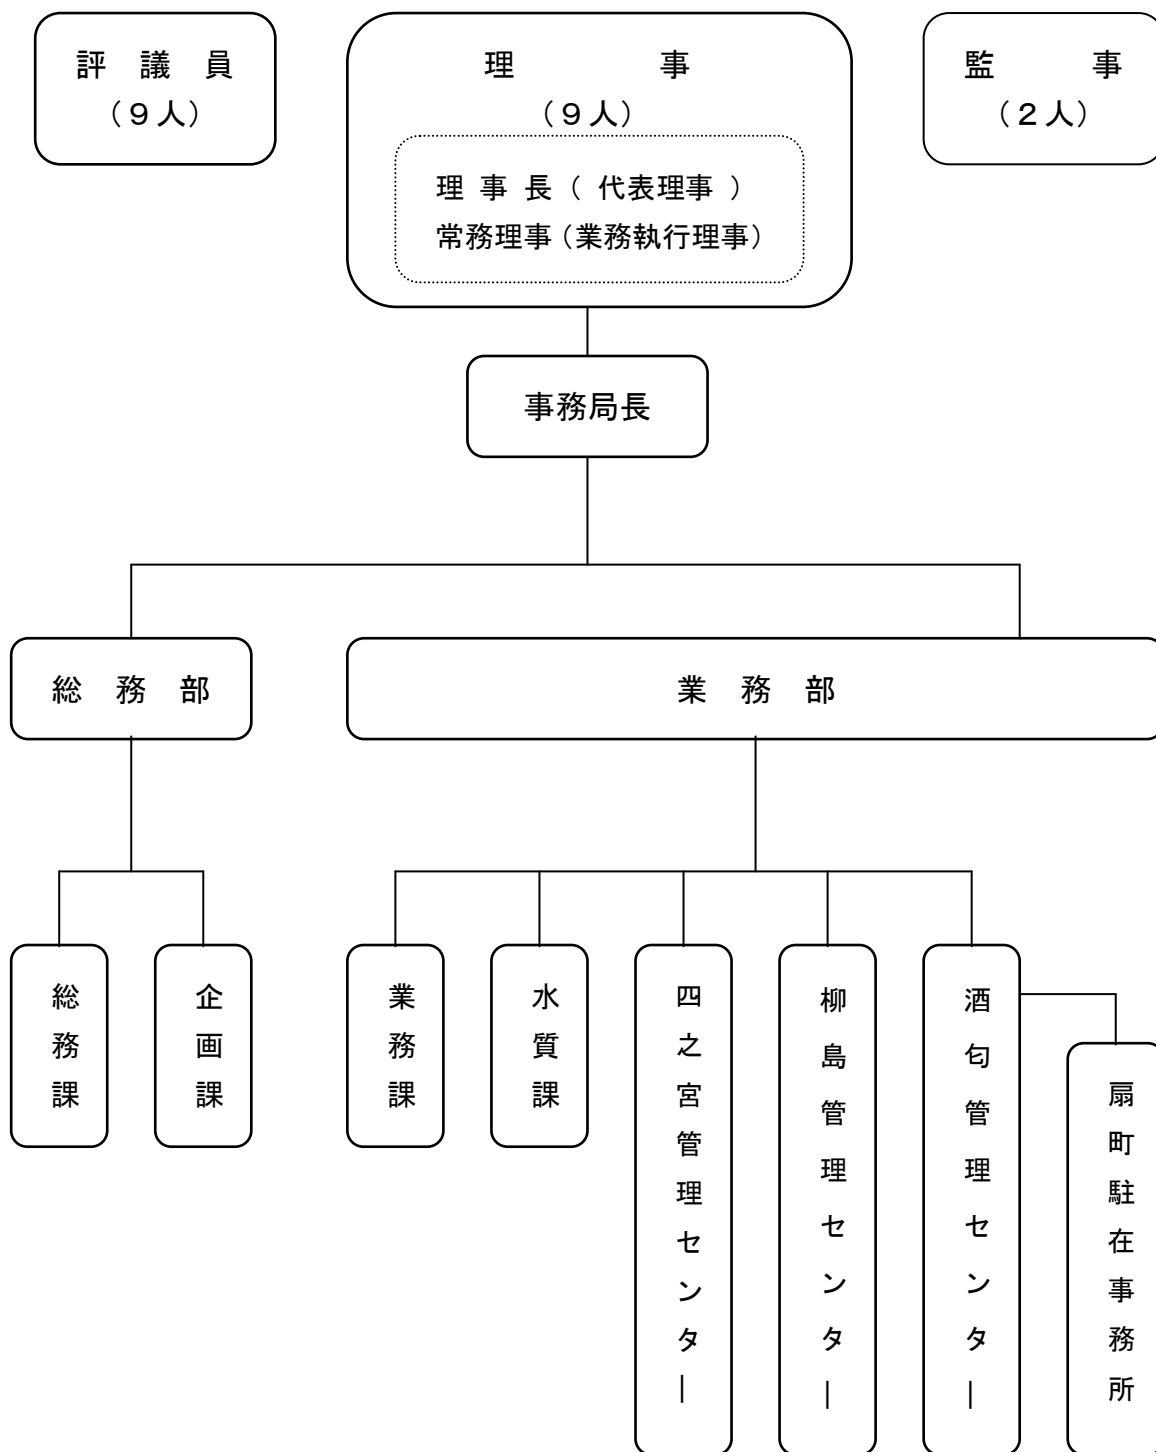 評　議　員
（９人）
理　　　　事
（９人）
理 事 長（ 代表理事 ）
常務理事（業務執行理事）
監　　　事
（２人）
事務局長
総　務　部
業　務　部
総務課
企画課
業務課
水質課
四之宮管理センター
柳島管理センター
酒匂管理センター
扇町駐在事務所